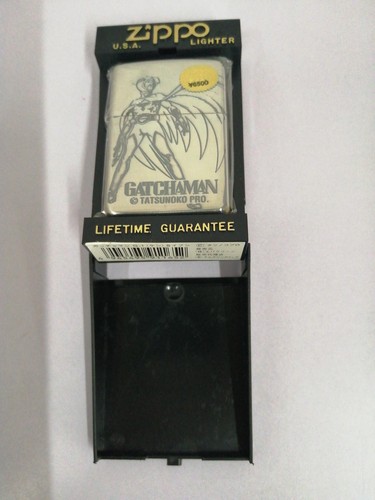 zippo
U.S.A. LIGHTER
¥6500
GATCHAMAN
© TATSUNOKO PRO.
LIFETIME GUARANTEE